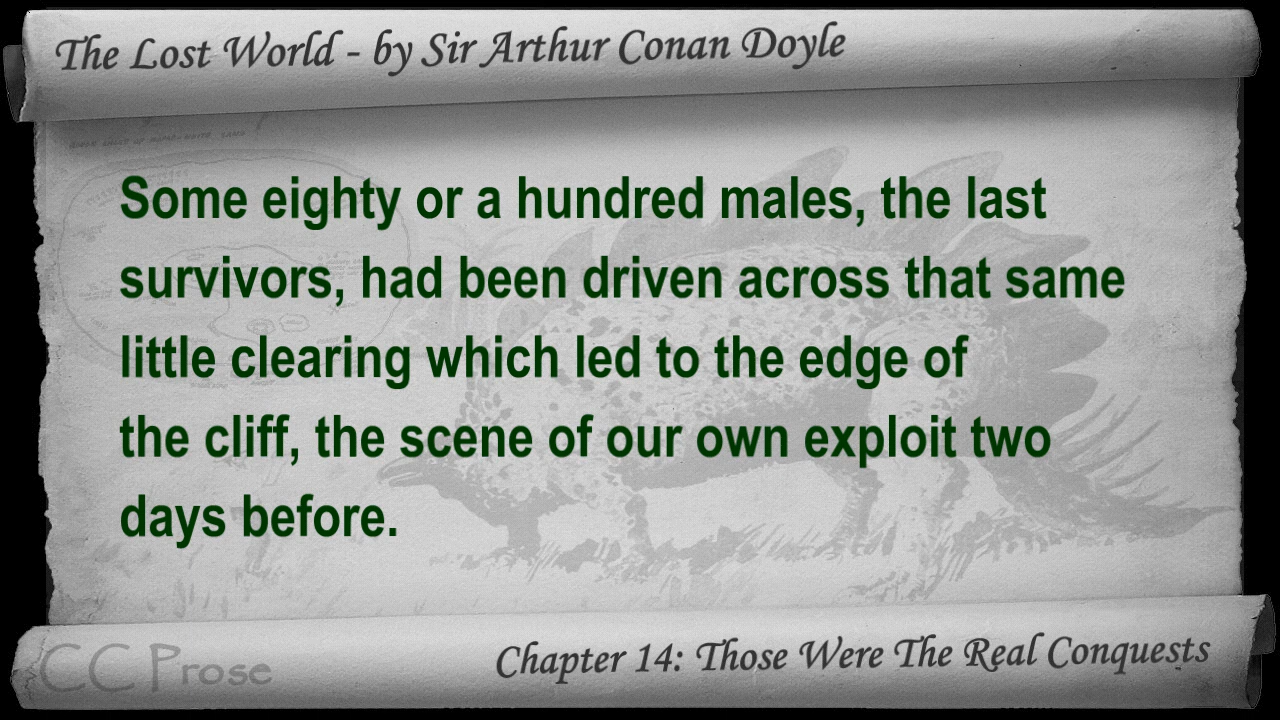 The Lost World - by Sir Arthur Conan Doyle
Some eighty or a hundred males, the last
survivors, had been driven across that same
little clearing which led to the edge of
the cliff, the scene of our own exploit two
days before.
CC Prose
Chapter 14: Those Were The Real Conquests